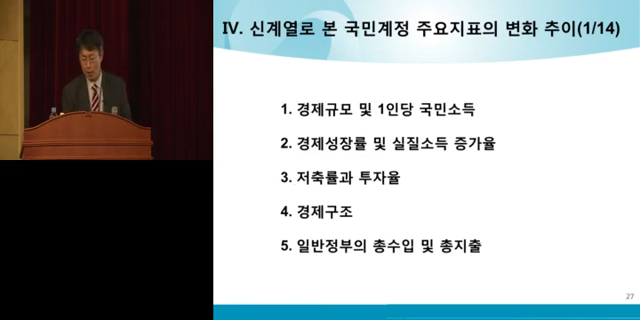 Ⅳ. 신계열로 본 국민계정 주요지표의 변화 추이(1/14)
1. 경제규모 및 1인당 국민소득
2. 경제성장률 및 실질소득 증가율
3. 저축률과 투자율
4. 경제구조
5. 일반정부의 총수입 및 총지출
27